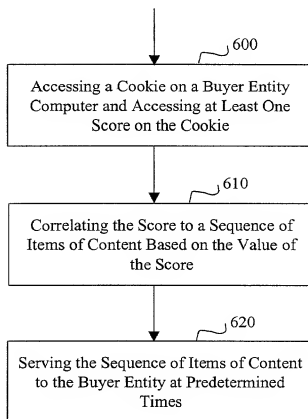 600
Accessing a Cookie on a Buyer Entity
Computer and Accessing at Least One
Score on the Cookie
610
Correlating the Score to a Sequence of
Items of Content Based on the Value of
the Score
620
Serving the Sequence of Items of Content
to the Buyer Entity at Predetermined
Times